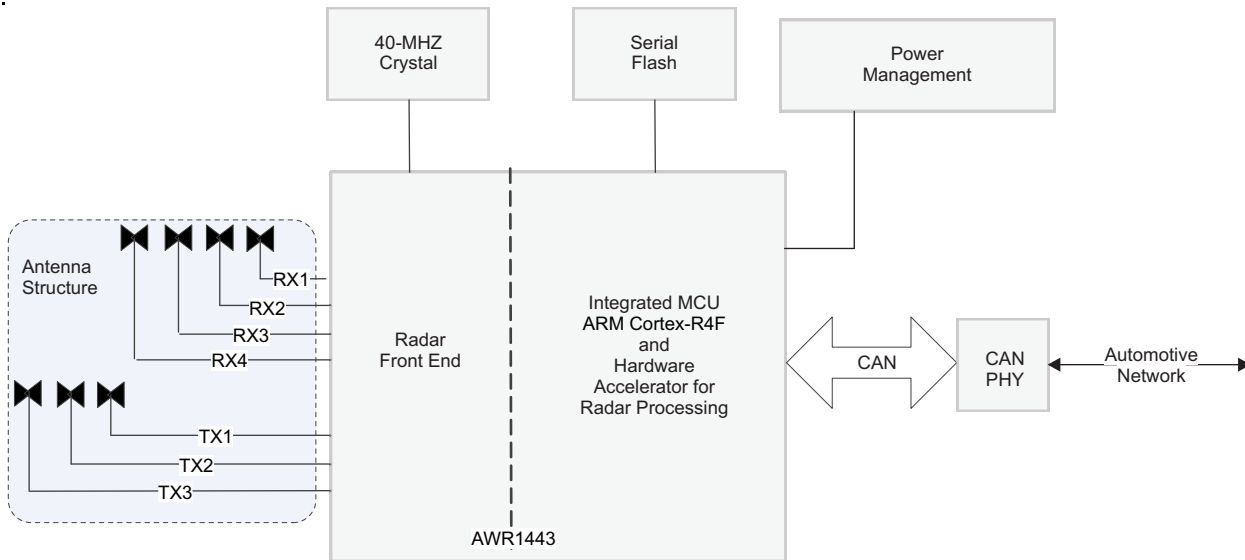 40-MHZ
Crystal
Serial
Flash
Power
Management
Antenna
Structure
RX1
RX2
RX3
RX4
TX1
TX2
TX3
Radar
Front End
Integrated MCU
ARM Cortex-R4F
and
Hardware
Accelerator for
Radar Processing
CAN
CAN
PHY
Automotive
Network
AWR1443